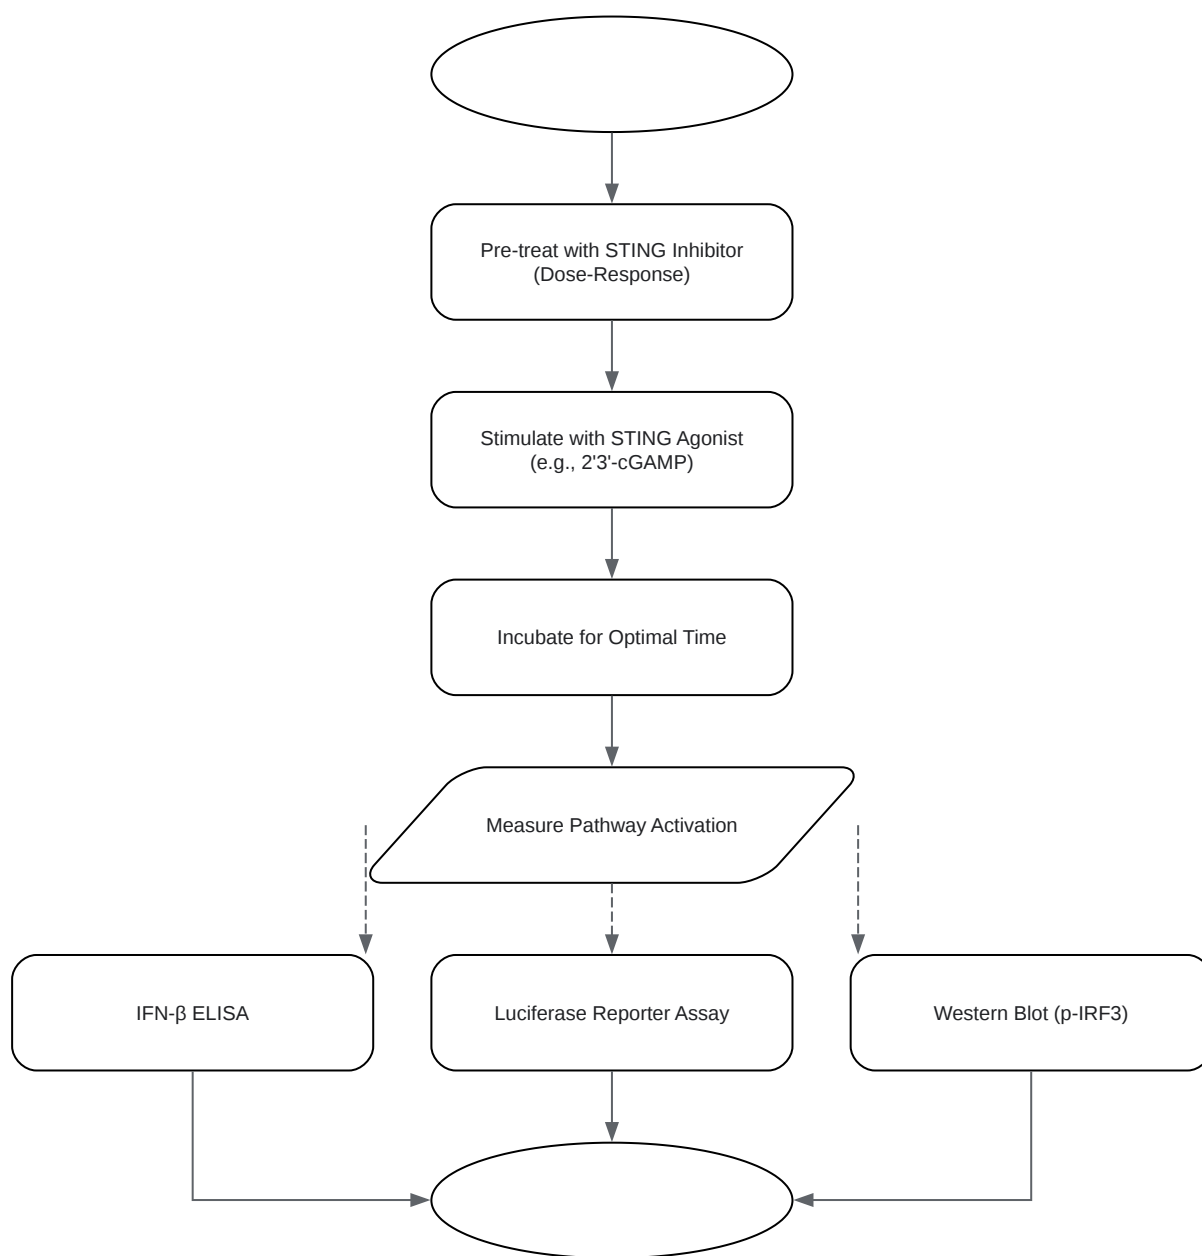 Pre-treat with STING Inhibitor
(Dose-Response)
Stimulate with STING Agonist
(e.g., 2'3'-cGAMP)
Incubate for Optimal Time
Measure Pathway Activation
IFN-β ELISA
Luciferase Reporter Assay
Western Blot (p-IRF3)